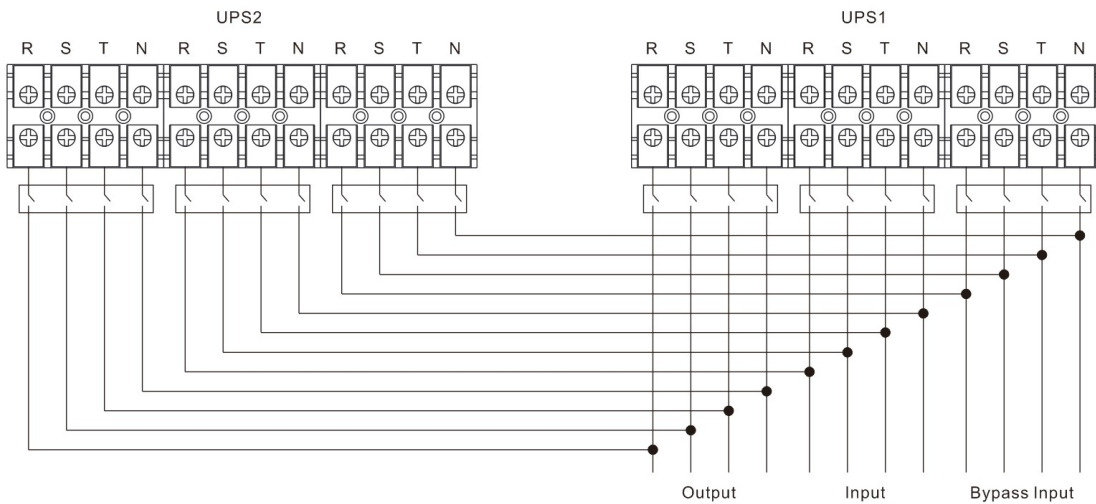 UPS2 UPS1
R S T N R S T N R S T N R S T N R S T N R S T N
Output Input Bypass Input